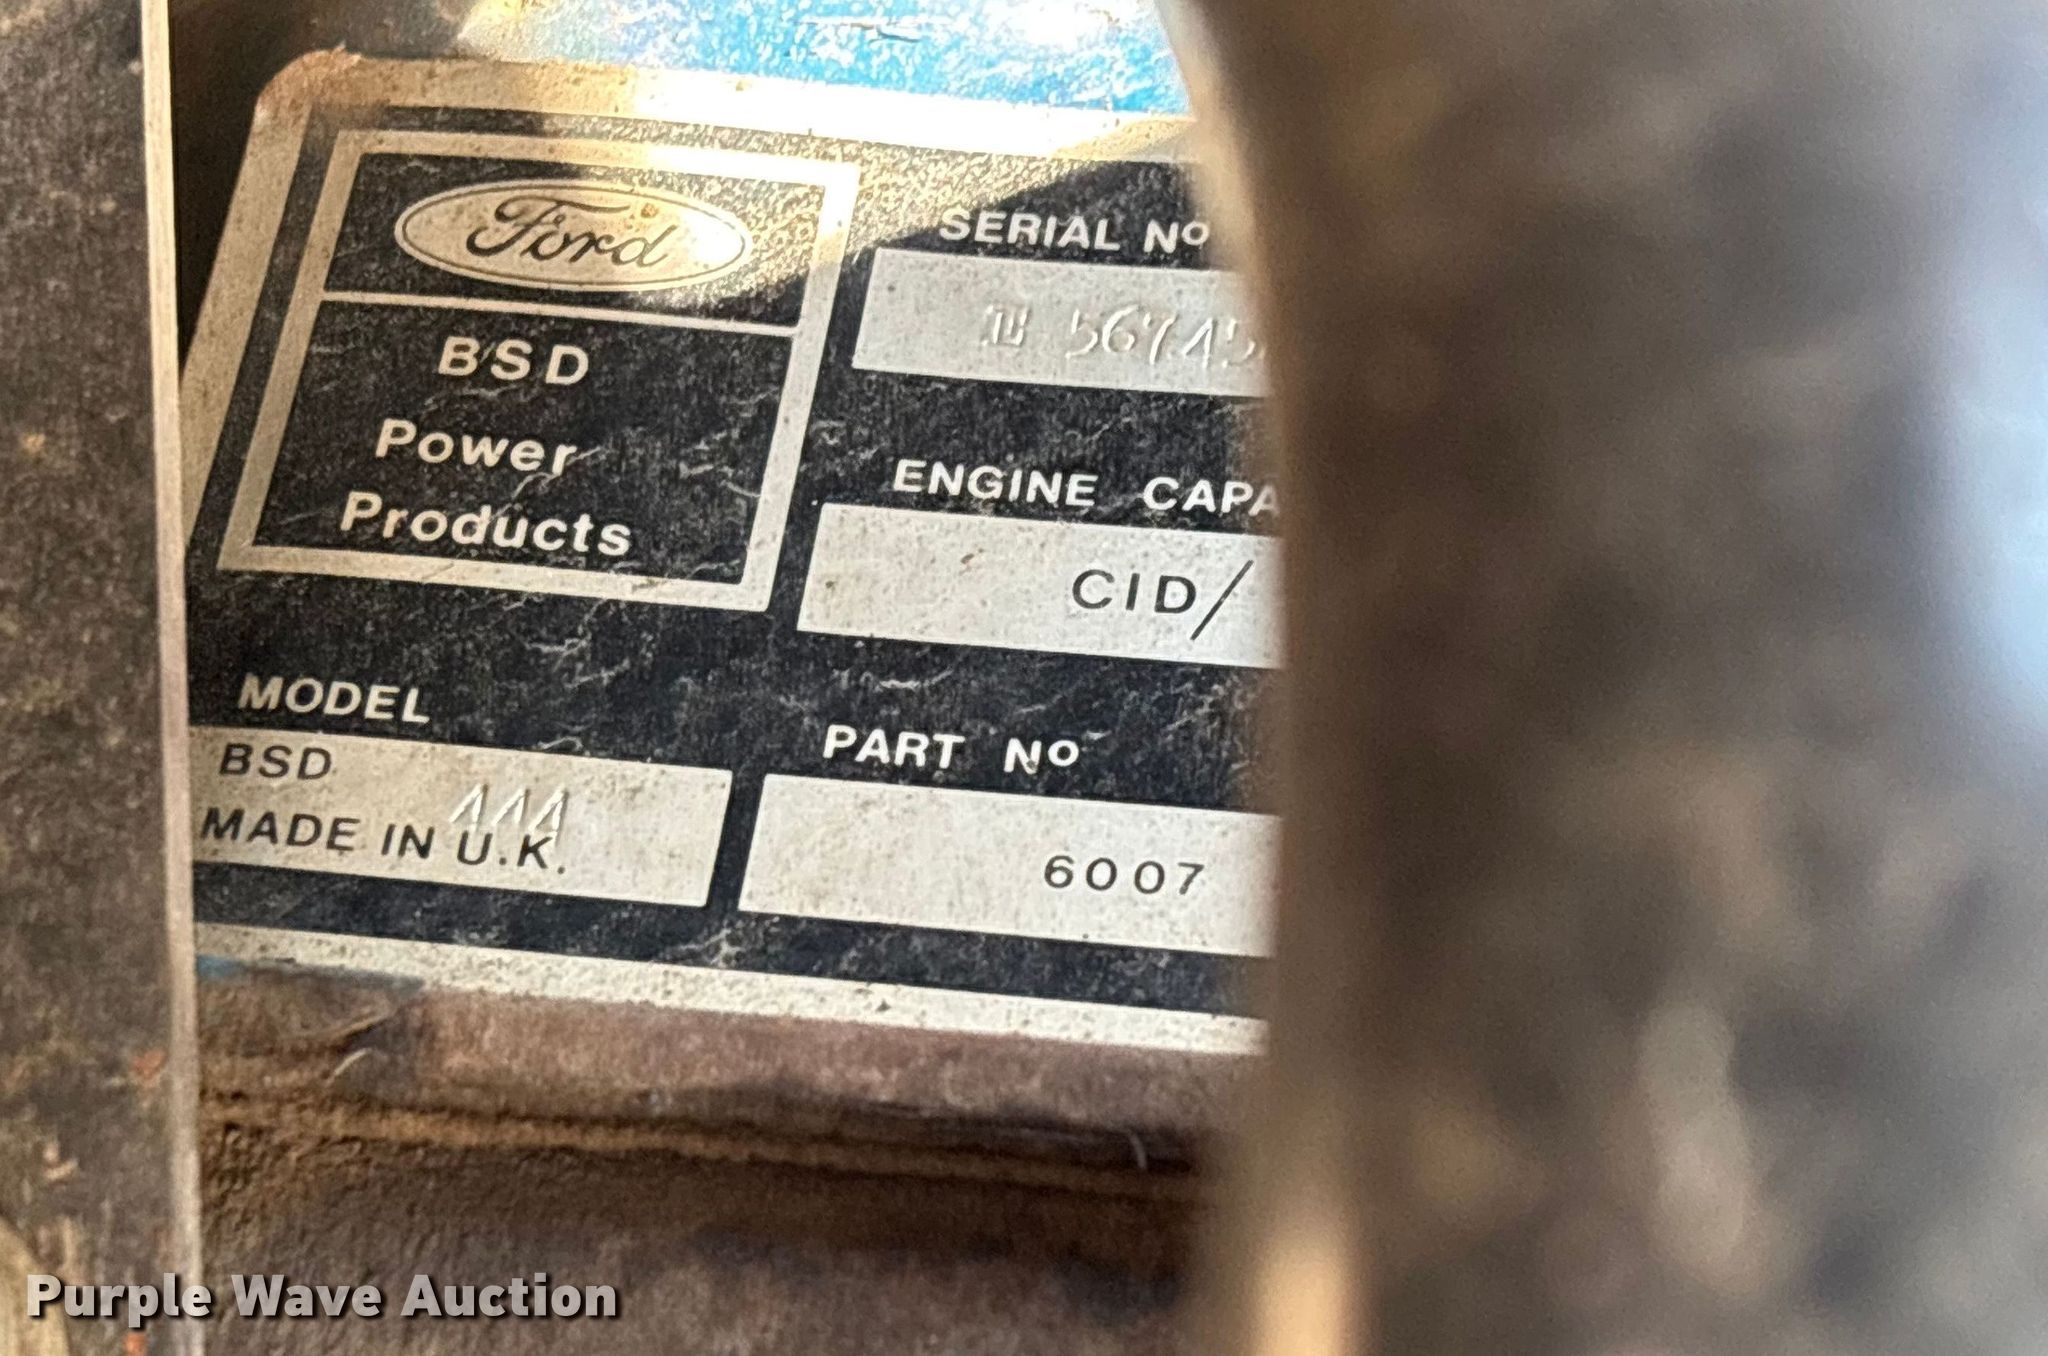 Ford
BSD
Power
Products
SERIAL Nº
ENGINE CAPA
CID/
MODEL
BSD 444
MADE IN U.K.
PART Nº
6007
Purple Wave Auction